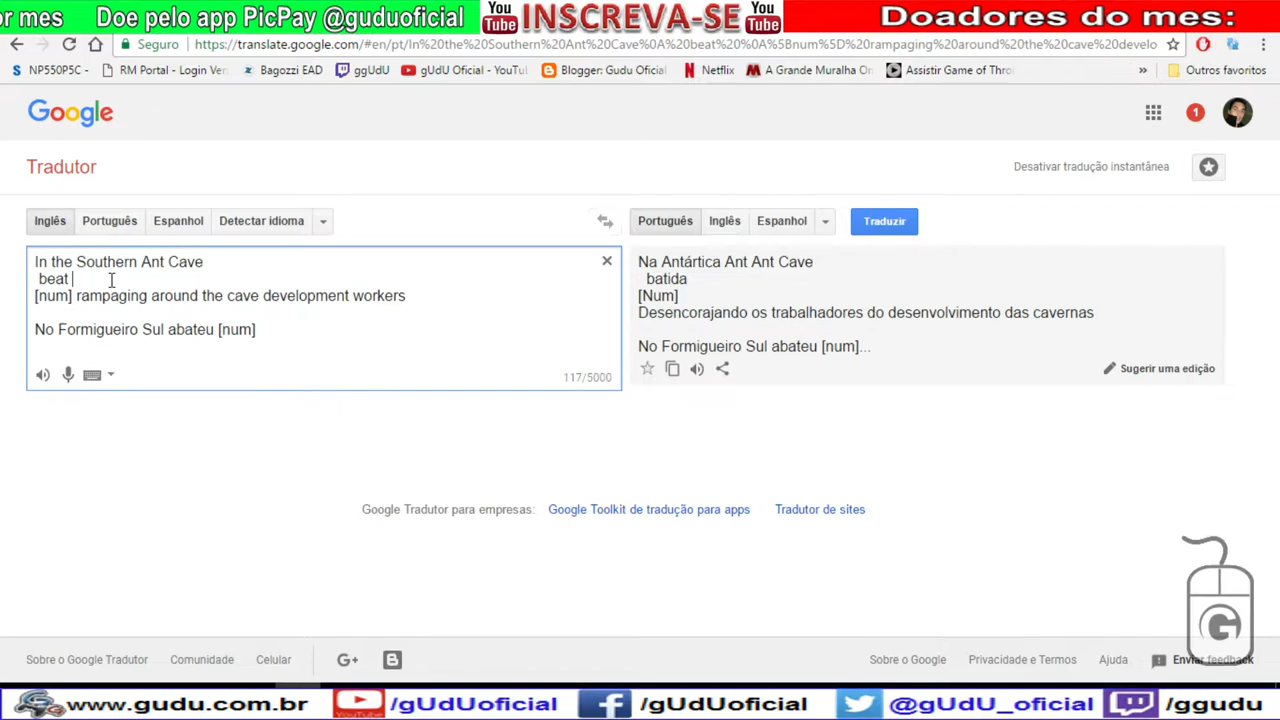 or mes Doe pelo app PicPay @guduoficial You Tube INSCREVA-SE You Tube Doadores do mes:
Seguro https://translate.google.com/#en/pt/In%20the%20Southern%20Ant%20Cave%0A%20beat%20%0A%5Bnum%5D%20rampaging%20around%20the%20cave%20develo
S NP550P5C - RM Portal - Login Ver Bagozzi EAD ggUdU gUdU Oficial - YouTu Blogger: Gudu Oficial Netflix A Grande Muralha On Assistir Game of Thro » Outros favoritos
Google 1
Tradutor Desativar tradução instantânea
Inglês Português Espanhol Detectar idioma Português Inglês Espanhol Traduzir
In the Southern Ant Cave
beat
[num] rampaging around the cave development workers
No Formigueiro Sul abateu [num]
117/5000
Na Antártica Ant Ant Cave
batida
[Num]
Desencorajando os trabalhadores do desenvolvimento das cavernas
No Formigueiro Sul abateu [num]...
Sugerir uma edição
Google Tradutor para empresas: Google Toolkit de tradução para apps Tradutor de sites
G
Sobre o Google Tradutor Comunidade Celular G+ B Sobre o Google Privacidade e Termos Ajuda Enviar feedback
www.gudu.com.br YouTube /gUdUoficial f /gUdUoficial @gUdU_oficial /ggudu